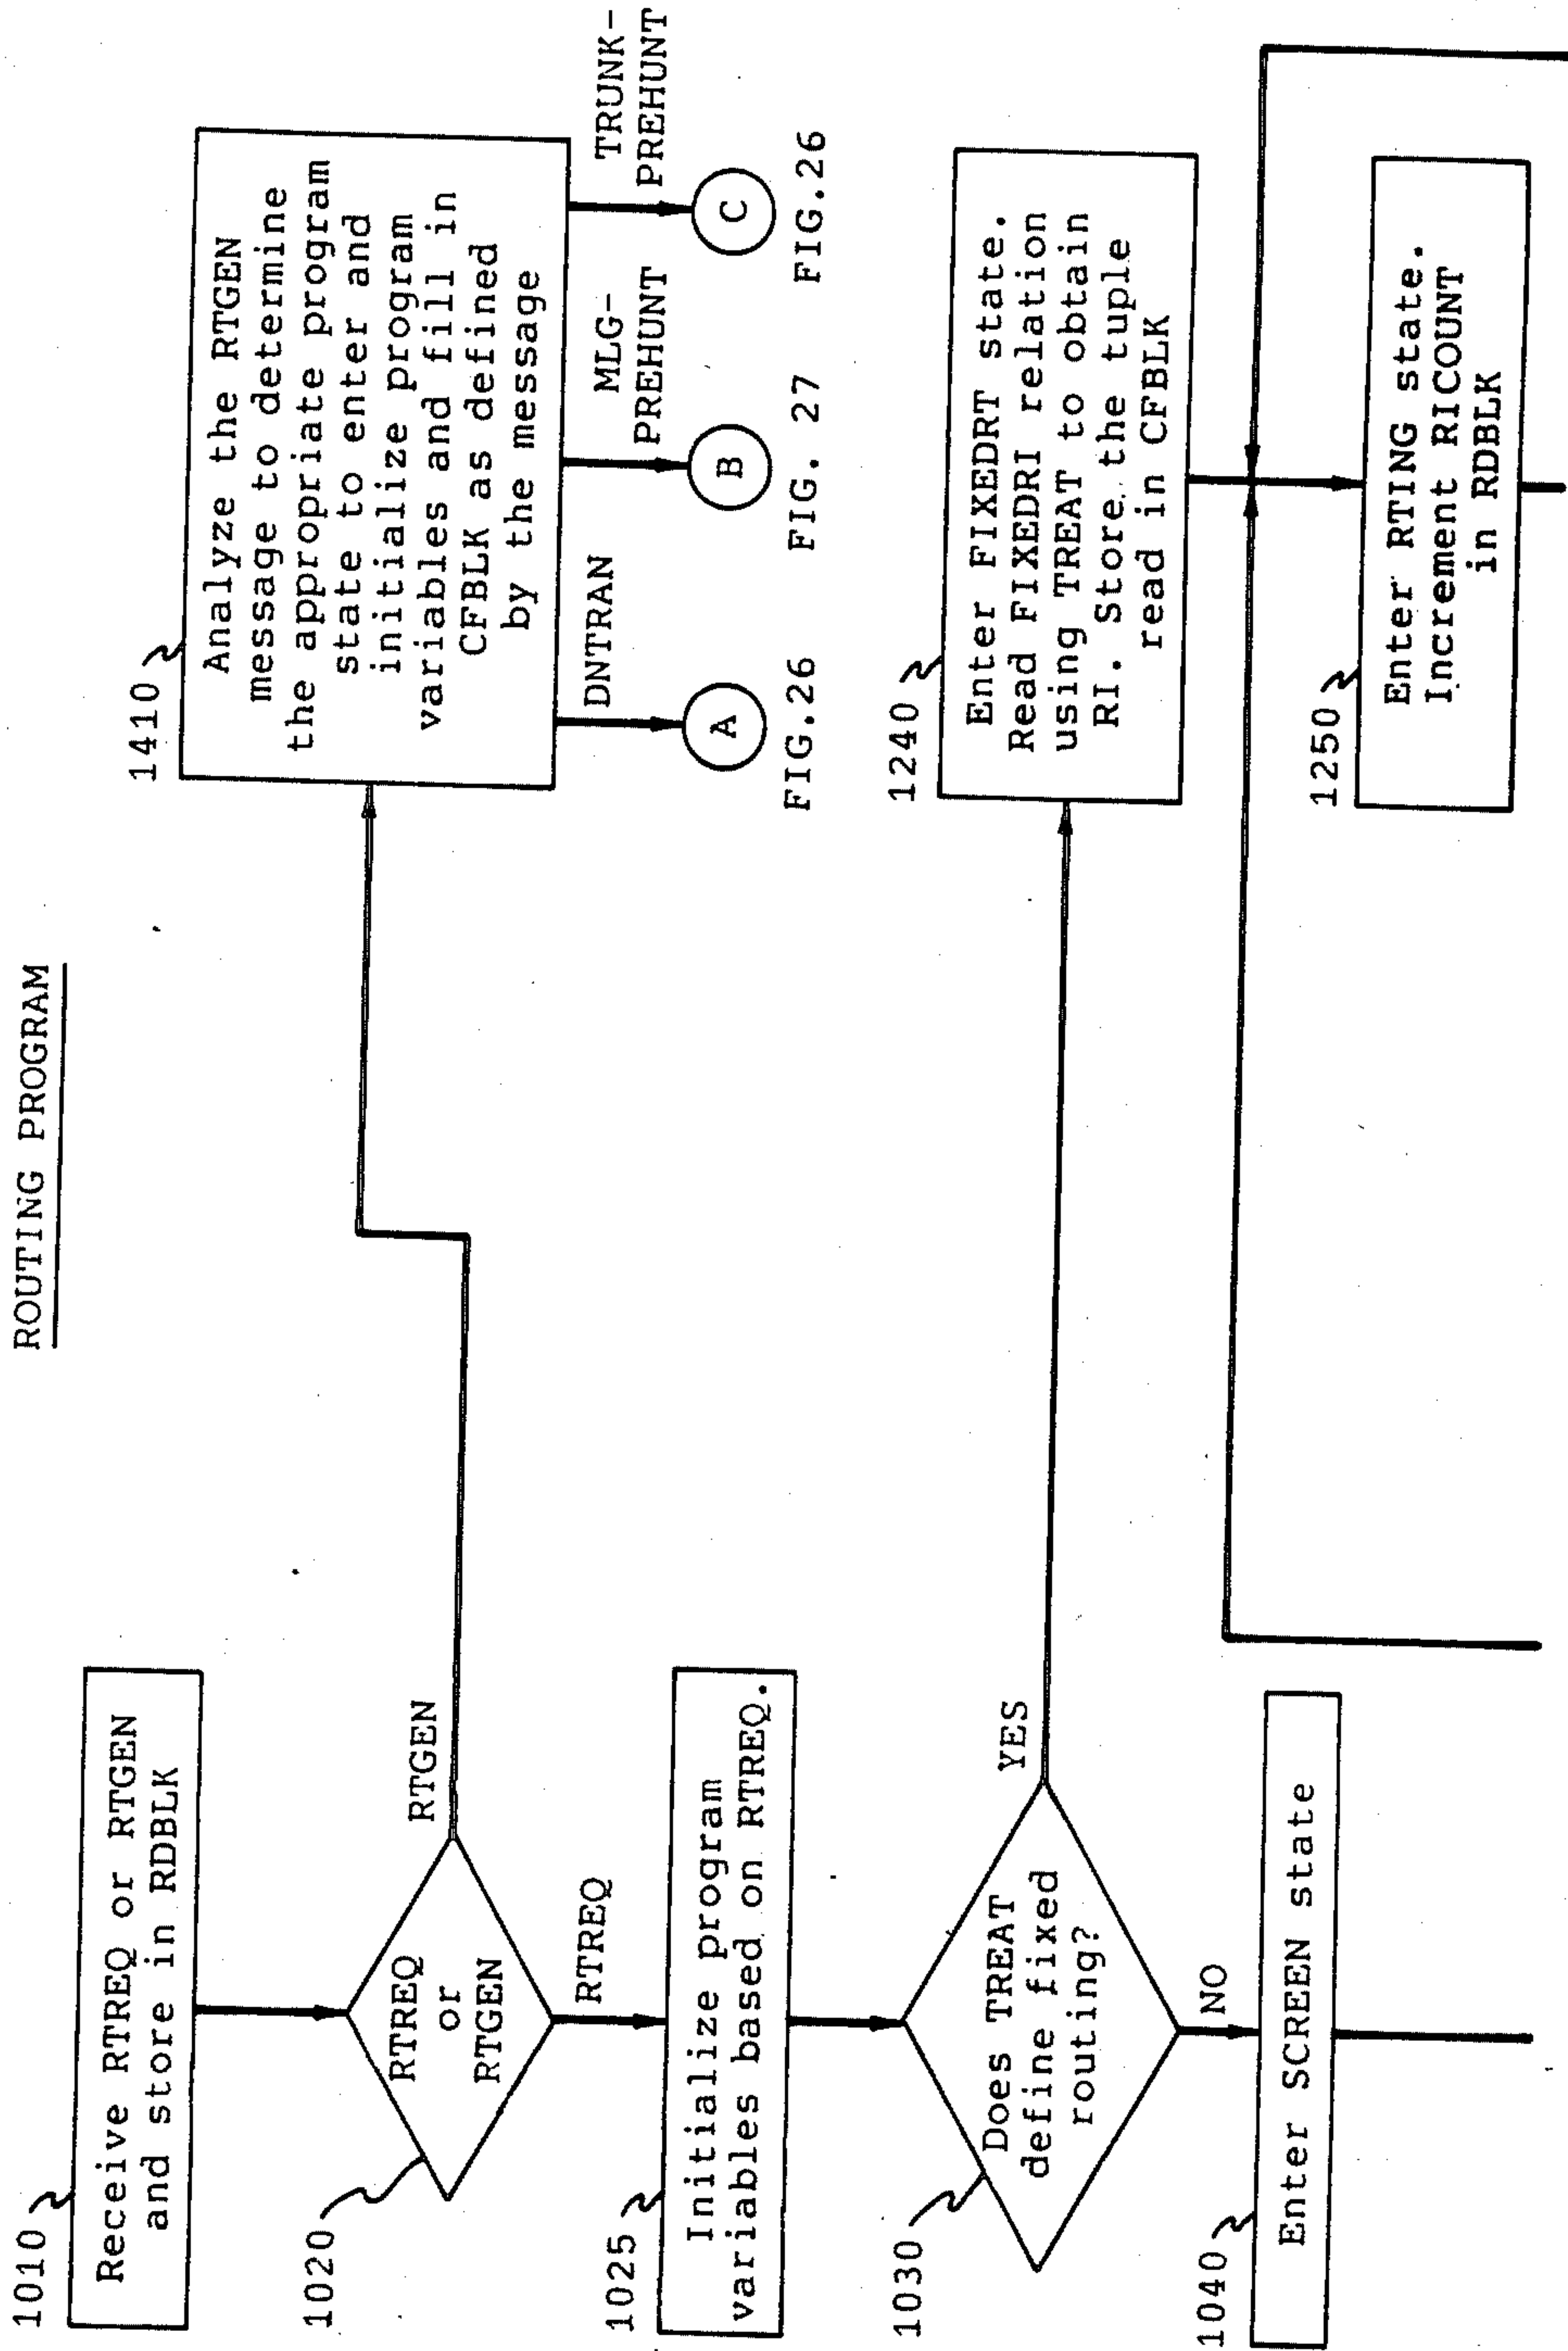 ROUTING PROGRAM
1010
Receive RTREQ or RTGEN
and store in RDBLK
1020
RTREQ
or
RTGEN
RTGEN
RTREQ
1025
Initialize program
variables based on RTREQ.
1030
Does TREAT
define fixed
routing?
YES
NO
1040
Enter SCREEN state
1410
Analyze the RTGEN
message to determine
the appropriate program
state to enter and
initialize program
variables and fill in
CFBLK as defined
by the message
DNTRAN
A
FIG.26
MLG-
PREHUNT
B
FIG. 27
TRUNK-
PREHUNT
C
FIG.26
1240
Enter FIXEDRT state.
Read FIXEDRI relation
using TREAT to obtain
RI. Store the tuple
read in CFBLK
1250
Enter RTING state.
Increment RICOUNT
in RDBLK